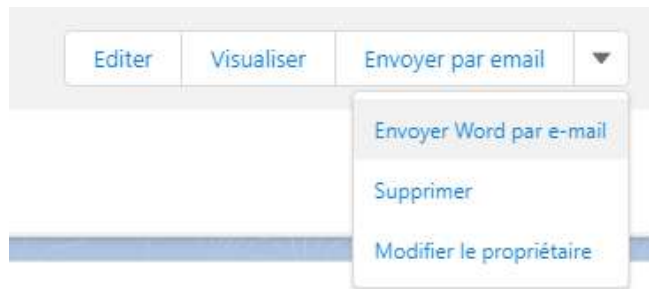 Editer Visualiser Envoyer par email
Envoyer Word par e-mail
Supprimer
Modifier le propriétaire